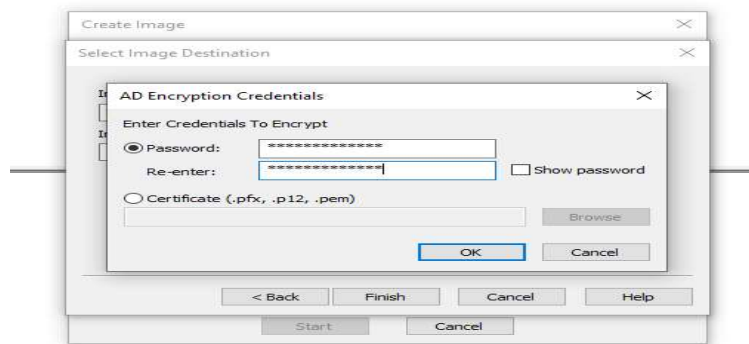 Create Image
Select Image Destination
AD Encryption Credentials
Enter Credentials To Encrypt
Password: *************
Re-enter: *************
Show password
Certificate (.pfx, .p12, .pem)
Browse
OK Cancel
< Back Finish Cancel Help
Start Cancel